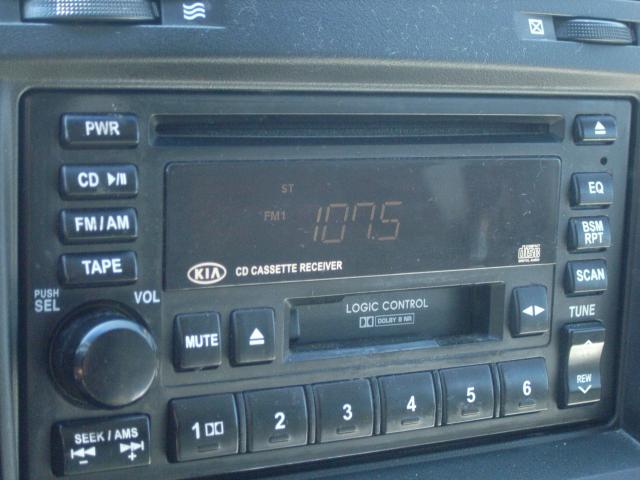 PWR
CD
EQ
ST
FM/AM
FM1 107.5
BSM
RPT
TAPE
KIA CD CASSETTE RECEIVER
disc
SCAN
PUSH
SEL
VOL
LOGIC CONTROL
DOLBY B NR
TUNE
MUTE
REW
1 2 3 4 5 6
SEEK / AMS
- +